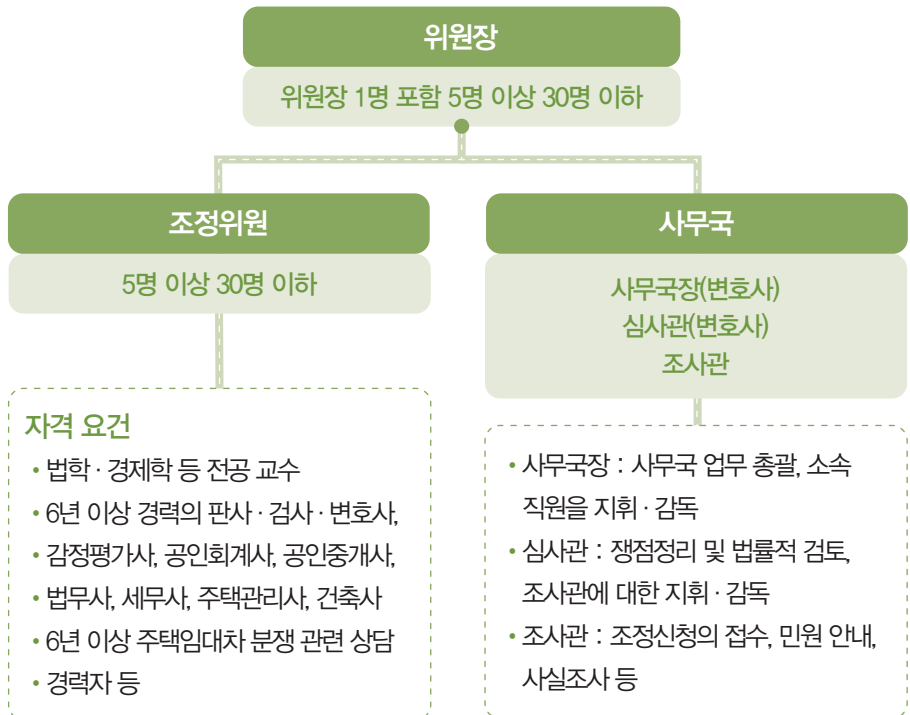 위원장
위원장 1명 포함 5명 이상 30명 이하
조정위원
5명 이상 30명 이하
자격 요건
• 법학 · 경제학 등 전공 교수
• 6년 이상 경력의 판사 · 검사 · 변호사,
• 감정평가사, 공인회계사, 공인중개사,
• 법무사, 세무사, 주택관리사, 건축사
• 6년 이상 주택임대차 분쟁 관련 상담
• 경력자 등
사무국
사무국장(변호사)
심사관(변호사)
조사관
• 사무국장 : 사무국 업무 총괄, 소속
직원을 지휘 · 감독
• 심사관 : 쟁점정리 및 법률적 검토,
조사관에 대한 지휘 · 감독
• 조사관 : 조정신청의 접수, 민원 안내,
사실조사 등